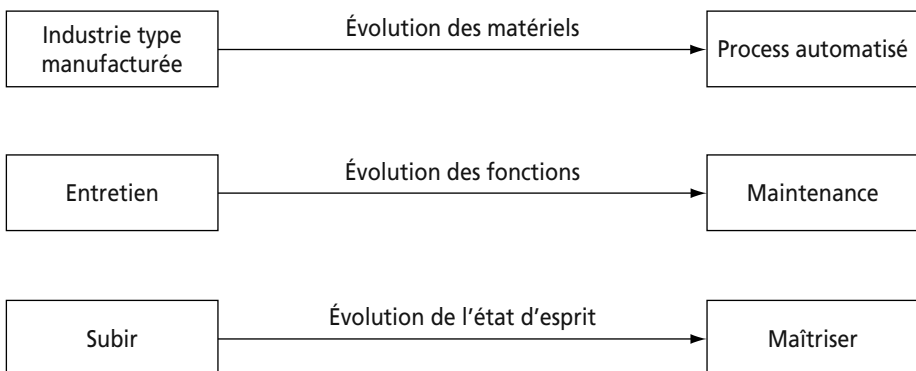 Industrie type
manufacturée
Évolution des matériels
Process automatisé
Entretien
Évolution des fonctions
Maintenance
Subir
Évolution de l'état d'esprit
Maîtriser